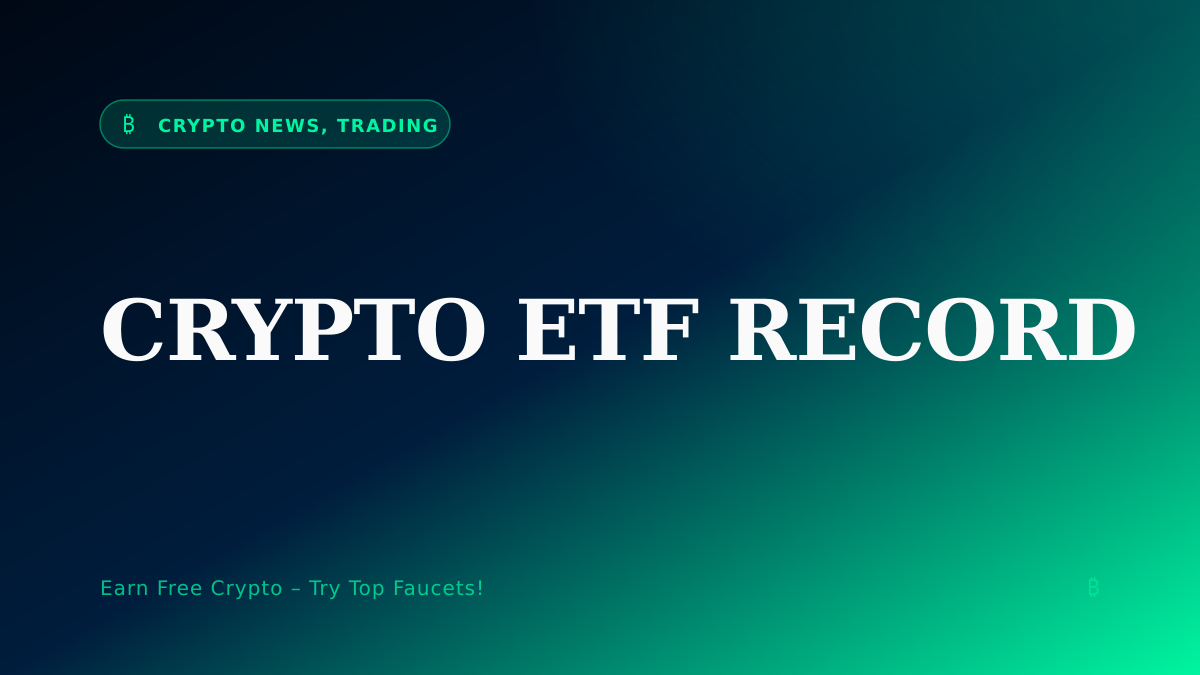 ₿ CRYPTO NEWS, TRADING
CRYPTO ETF RECORD
Earn Free Crypto – Try Top Faucets!
₿